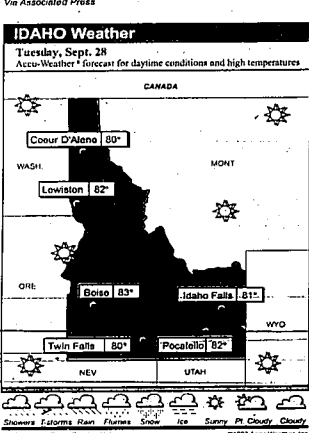 Via Associated Press
IDAHO Weather
Tuesday, Sept. 28
Accu-Weather® forecast for daytime conditions and high temperatures
CANADA
Coeur D'Alene 80°
WASH.
MONT
Lewiston 82°
ORE
Boise 83°
Idaho Falls 81°
WYO
Twin Falls 80°
Pocatello 82°
NEV
UTAH
Showers T-storms Rain Flurries Snow Ice Sunny Pt. Cloudy Cloudy